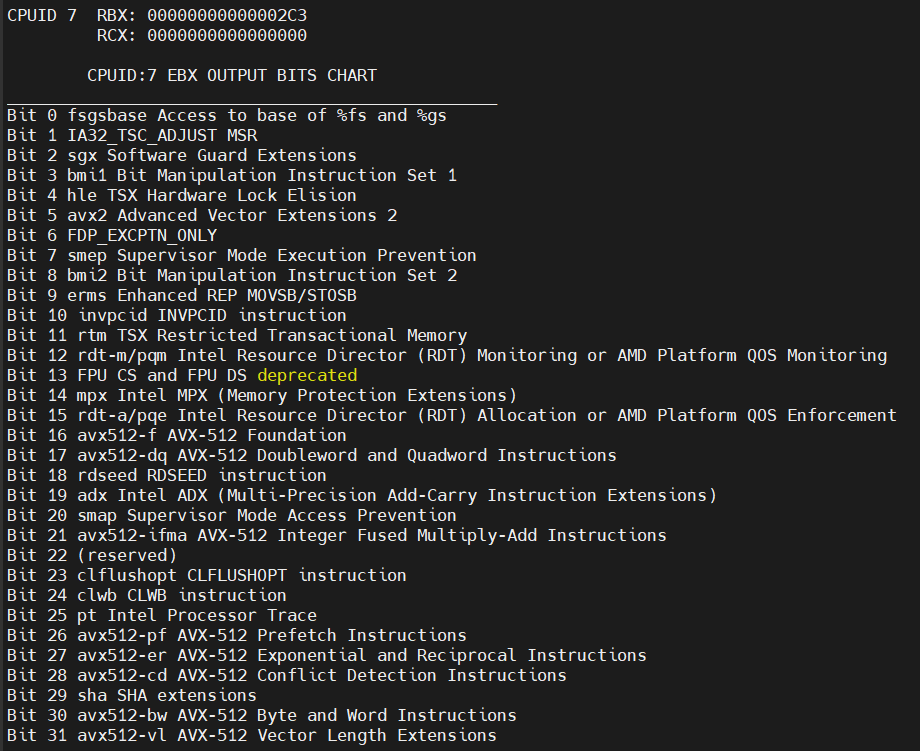 CPUID 7  RBX: 00000000000002C3
         RCX: 0000000000000000
CPUID:7 EBX OUTPUT BITS CHART
Bit 0 fsgsbase Access to base of %fs and %gs
Bit 1 IA32_TSC_ADJUST MSR
Bit 2 sgx Software Guard Extensions
Bit 3 bmi1 Bit Manipulation Instruction Set 1
Bit 4 hle TSX Hardware Lock Elision
Bit 5 avx2 Advanced Vector Extensions 2
Bit 6 FDP_EXCPTN_ONLY
Bit 7 smep Supervisor Mode Execution Prevention
Bit 8 bmi2 Bit Manipulation Instruction Set 2
Bit 9 erms Enhanced REP MOVSB/STOSB
Bit 10 invpcid INVPCID instruction
Bit 11 rtm TSX Restricted Transactional Memory
Bit 12 rdt-m/pqm Intel Resource Director (RDT) Monitoring or AMD Platform QOS Monitoring
Bit 13 FPU CS and FPU DS deprecated
Bit 14 mpx Intel MPX (Memory Protection Extensions)
Bit 15 rdt-a/pqe Intel Resource Director (RDT) Allocation or AMD Platform QOS Enforcement
Bit 16 avx512-f AVX-512 Foundation
Bit 17 avx512-dq AVX-512 Doubleword and Quadword Instructions
Bit 18 rdseed RDSEED instruction
Bit 19 adx Intel ADX (Multi-Precision Add-Carry Instruction Extensions)
Bit 20 smap Supervisor Mode Access Prevention
Bit 21 avx512-ifma AVX-512 Integer Fused Multiply-Add Instructions
Bit 22 (reserved)
Bit 23 clflushopt CLFLUSHOPT instruction
Bit 24 clwb CLWB instruction
Bit 25 pt Intel Processor Trace
Bit 26 avx512-pf AVX-512 Prefetch Instructions
Bit 27 avx512-er AVX-512 Exponential and Reciprocal Instructions
Bit 28 avx512-cd AVX-512 Conflict Detection Instructions
Bit 29 sha SHA extensions
Bit 30 avx512-bw AVX-512 Byte and Word Instructions
Bit 31 avx512-vl AVX-512 Vector Length Extensions